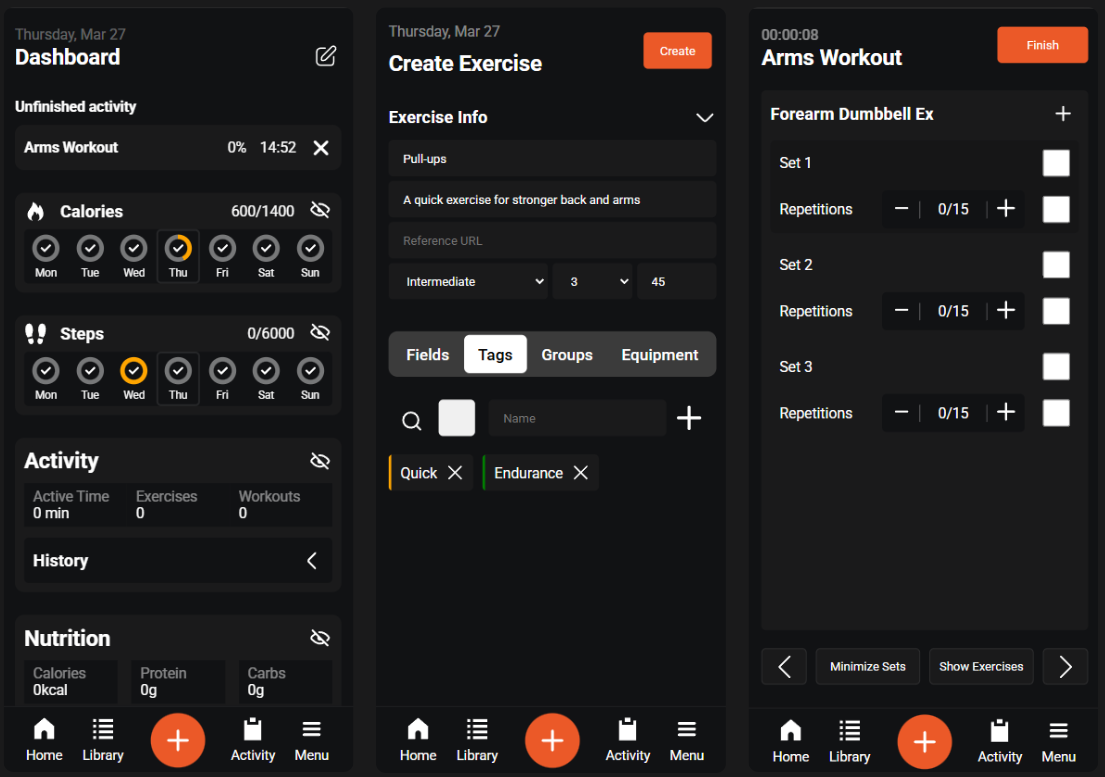 Thursday, Mar 27
Dashboard
Unfinished activity
Arms Workout 0% 14:52
Calories 600/1400
Mon Tue Wed Thu Fri Sat Sun
Steps 0/6000
Mon Tue Wed Thu Fri Sat Sun
Activity
Active Time Exercises Workouts
0 min 0 0
History
Nutrition
Calories Protein Carbs
0kcal 0g 0g
Home Library Activity Menu
Thursday, Mar 27
Create Exercise
Create
Exercise Info
Pull-ups
A quick exercise for stronger back and arms
Reference URL
Intermediate 3 45
Fields Tags Groups Equipment
Name
Quick Endurance
Home Library Activity Menu
00:00:08
Arms Workout
Finish
Forearm Dumbbell Ex
Set 1
Repetitions 0/15
Set 2
Repetitions 0/15
Set 3
Repetitions 0/15
Minimize Sets Show Exercises
Home Library Activity Menu